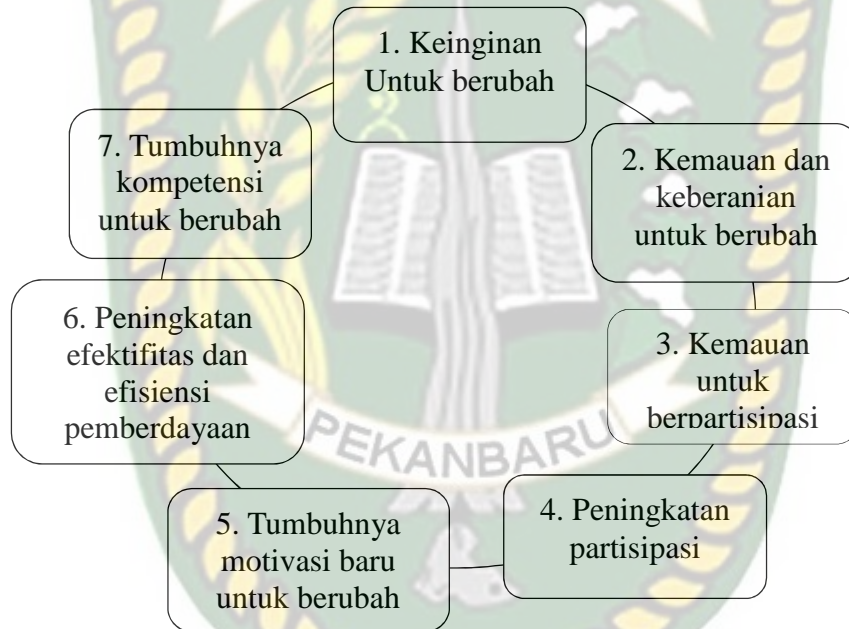 1. Keinginan
Untuk berubah
2. Kemauan dan
keberanian
untuk berubah
3. Kemauan
untuk
berpartisipasi
4. Peningkatan
partisipasi
5. Tumbuhnya
motivasi baru
untuk berubah
6. Peningkatan
efektifitas dan
efisiensi
pemberdayaan
7. Tumbuhnya
kompetensi
untuk berubah
PEKANBARU